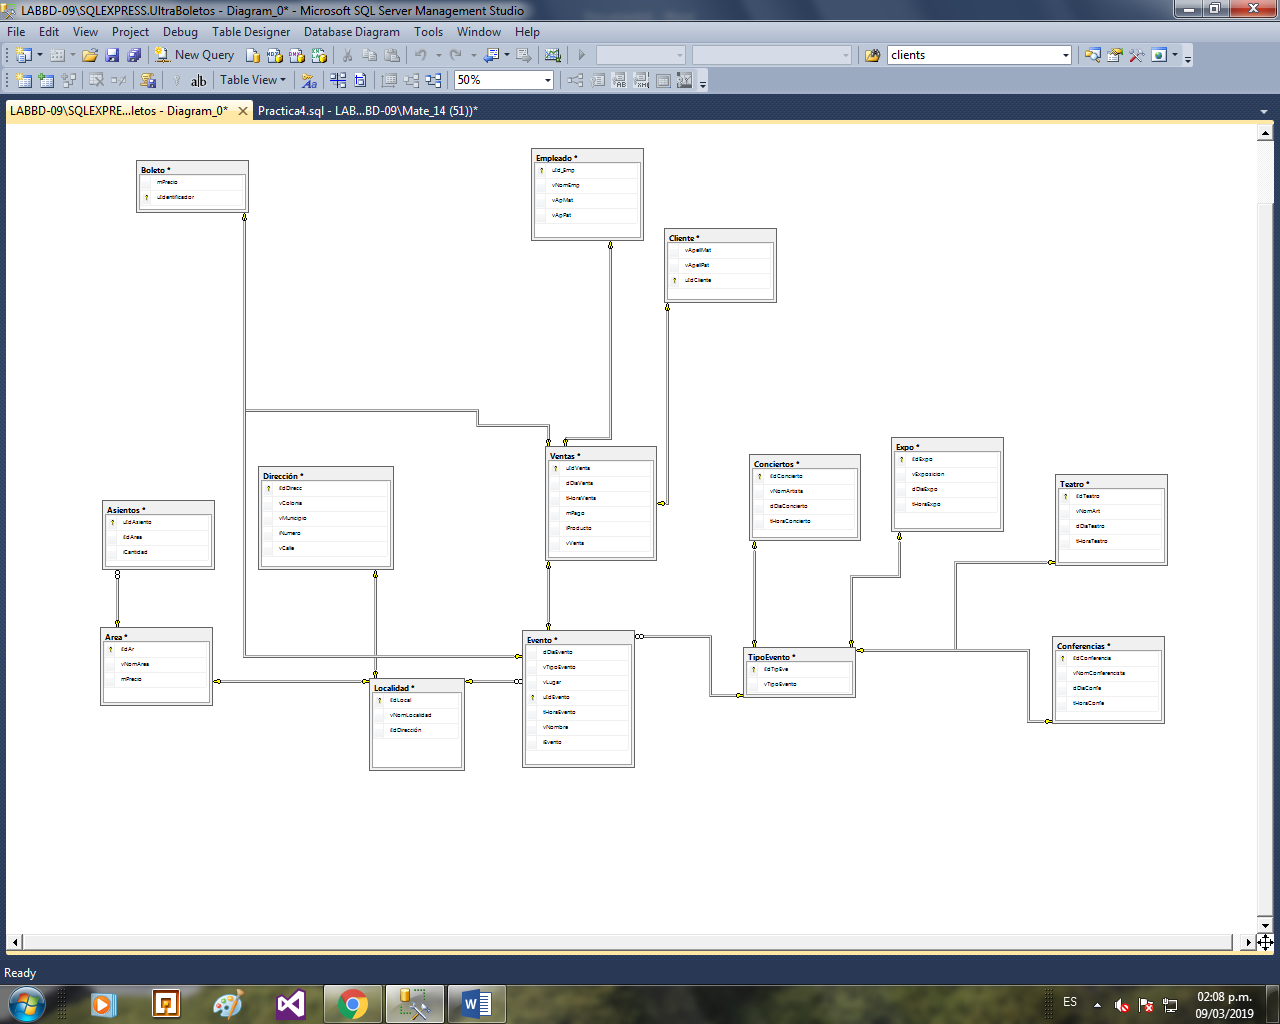 LABBD-09\SQLEXPRESS.UltraBoletos - Diagram_0* - Microsoft SQL Server Management Studio
File Edit View Project Debug Table Designer Database Diagram Tools Window Help
New Query clients
Table View 50%
LABBD-09\SQLEXPRE...letos - Diagram_0* Practica4.sql - LAB...BD-09\Mate_14 (51))*
Boleto *
mPrecio
uIdentificador
Empleado *
uId_Emp
vNomEmp
vApMat
vApPat
Cliente *
vApellMat
vApellPat
uIdCliente
Ventas *
uIdVenta
dDiaVenta
tHoraVenta
mPago
iProducto
vVenta
Dirección *
iIdDirecc
vColonia
vMunicipio
iNumero
vCalle
Asientos *
uIdAsiento
iIdArea
iCantidad
Area *
iIdAr
vNomArea
mPrecio
Localidad *
iIdLocal
vNomLocalidad
iIdDirección
Evento *
dDiaEvento
vTipoEvento
vLugar
uIdEvento
tHoraEvento
vNombre
iEvento
Conciertos *
iIdConcierto
vNomArtista
dDiaConcierto
tHoraConcierto
Expo *
iIdExpo
vExposicion
dDiaExpo
tHoraExpo
Teatro *
iIdTeatro
vNomArt
dDiaTeatro
tHoraTeatro
TipoEvento *
iIdTipEve
vTipoEvento
Conferencias *
iIdConferencia
vNomConferencista
dDiaConfe
tHoraConfe
Ready
ES
02:08 p.m.
09/03/2019